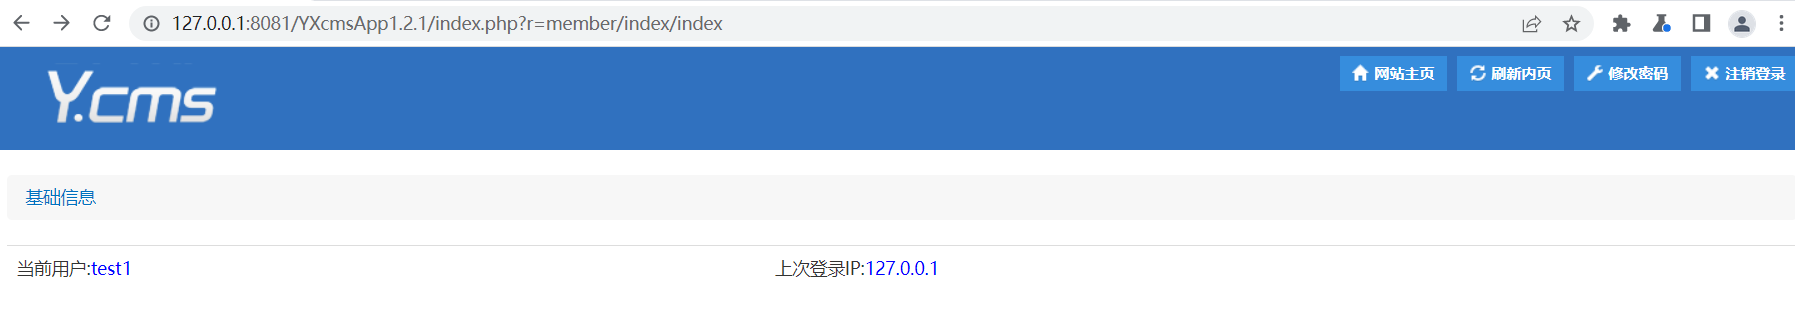 127.0.0.1:8081/YXcmsApp1.2.1/index.php?r=member/index/index
Y.cms
网站主页 刷新内页 修改密码 注销登录
基础信息
当前用户:test1 上次登录IP:127.0.0.1